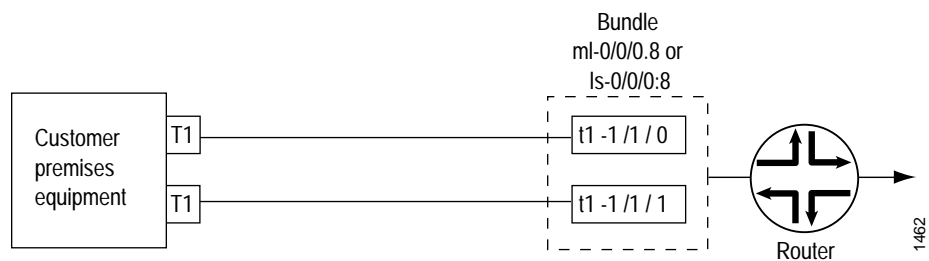 Bundle
ml-0/0/0.8 or
ls-0/0/0:8
Customer
premises
equipment
T1
t1 -1 /1 / 0
T1
t1 -1 /1 / 1
Router
1462